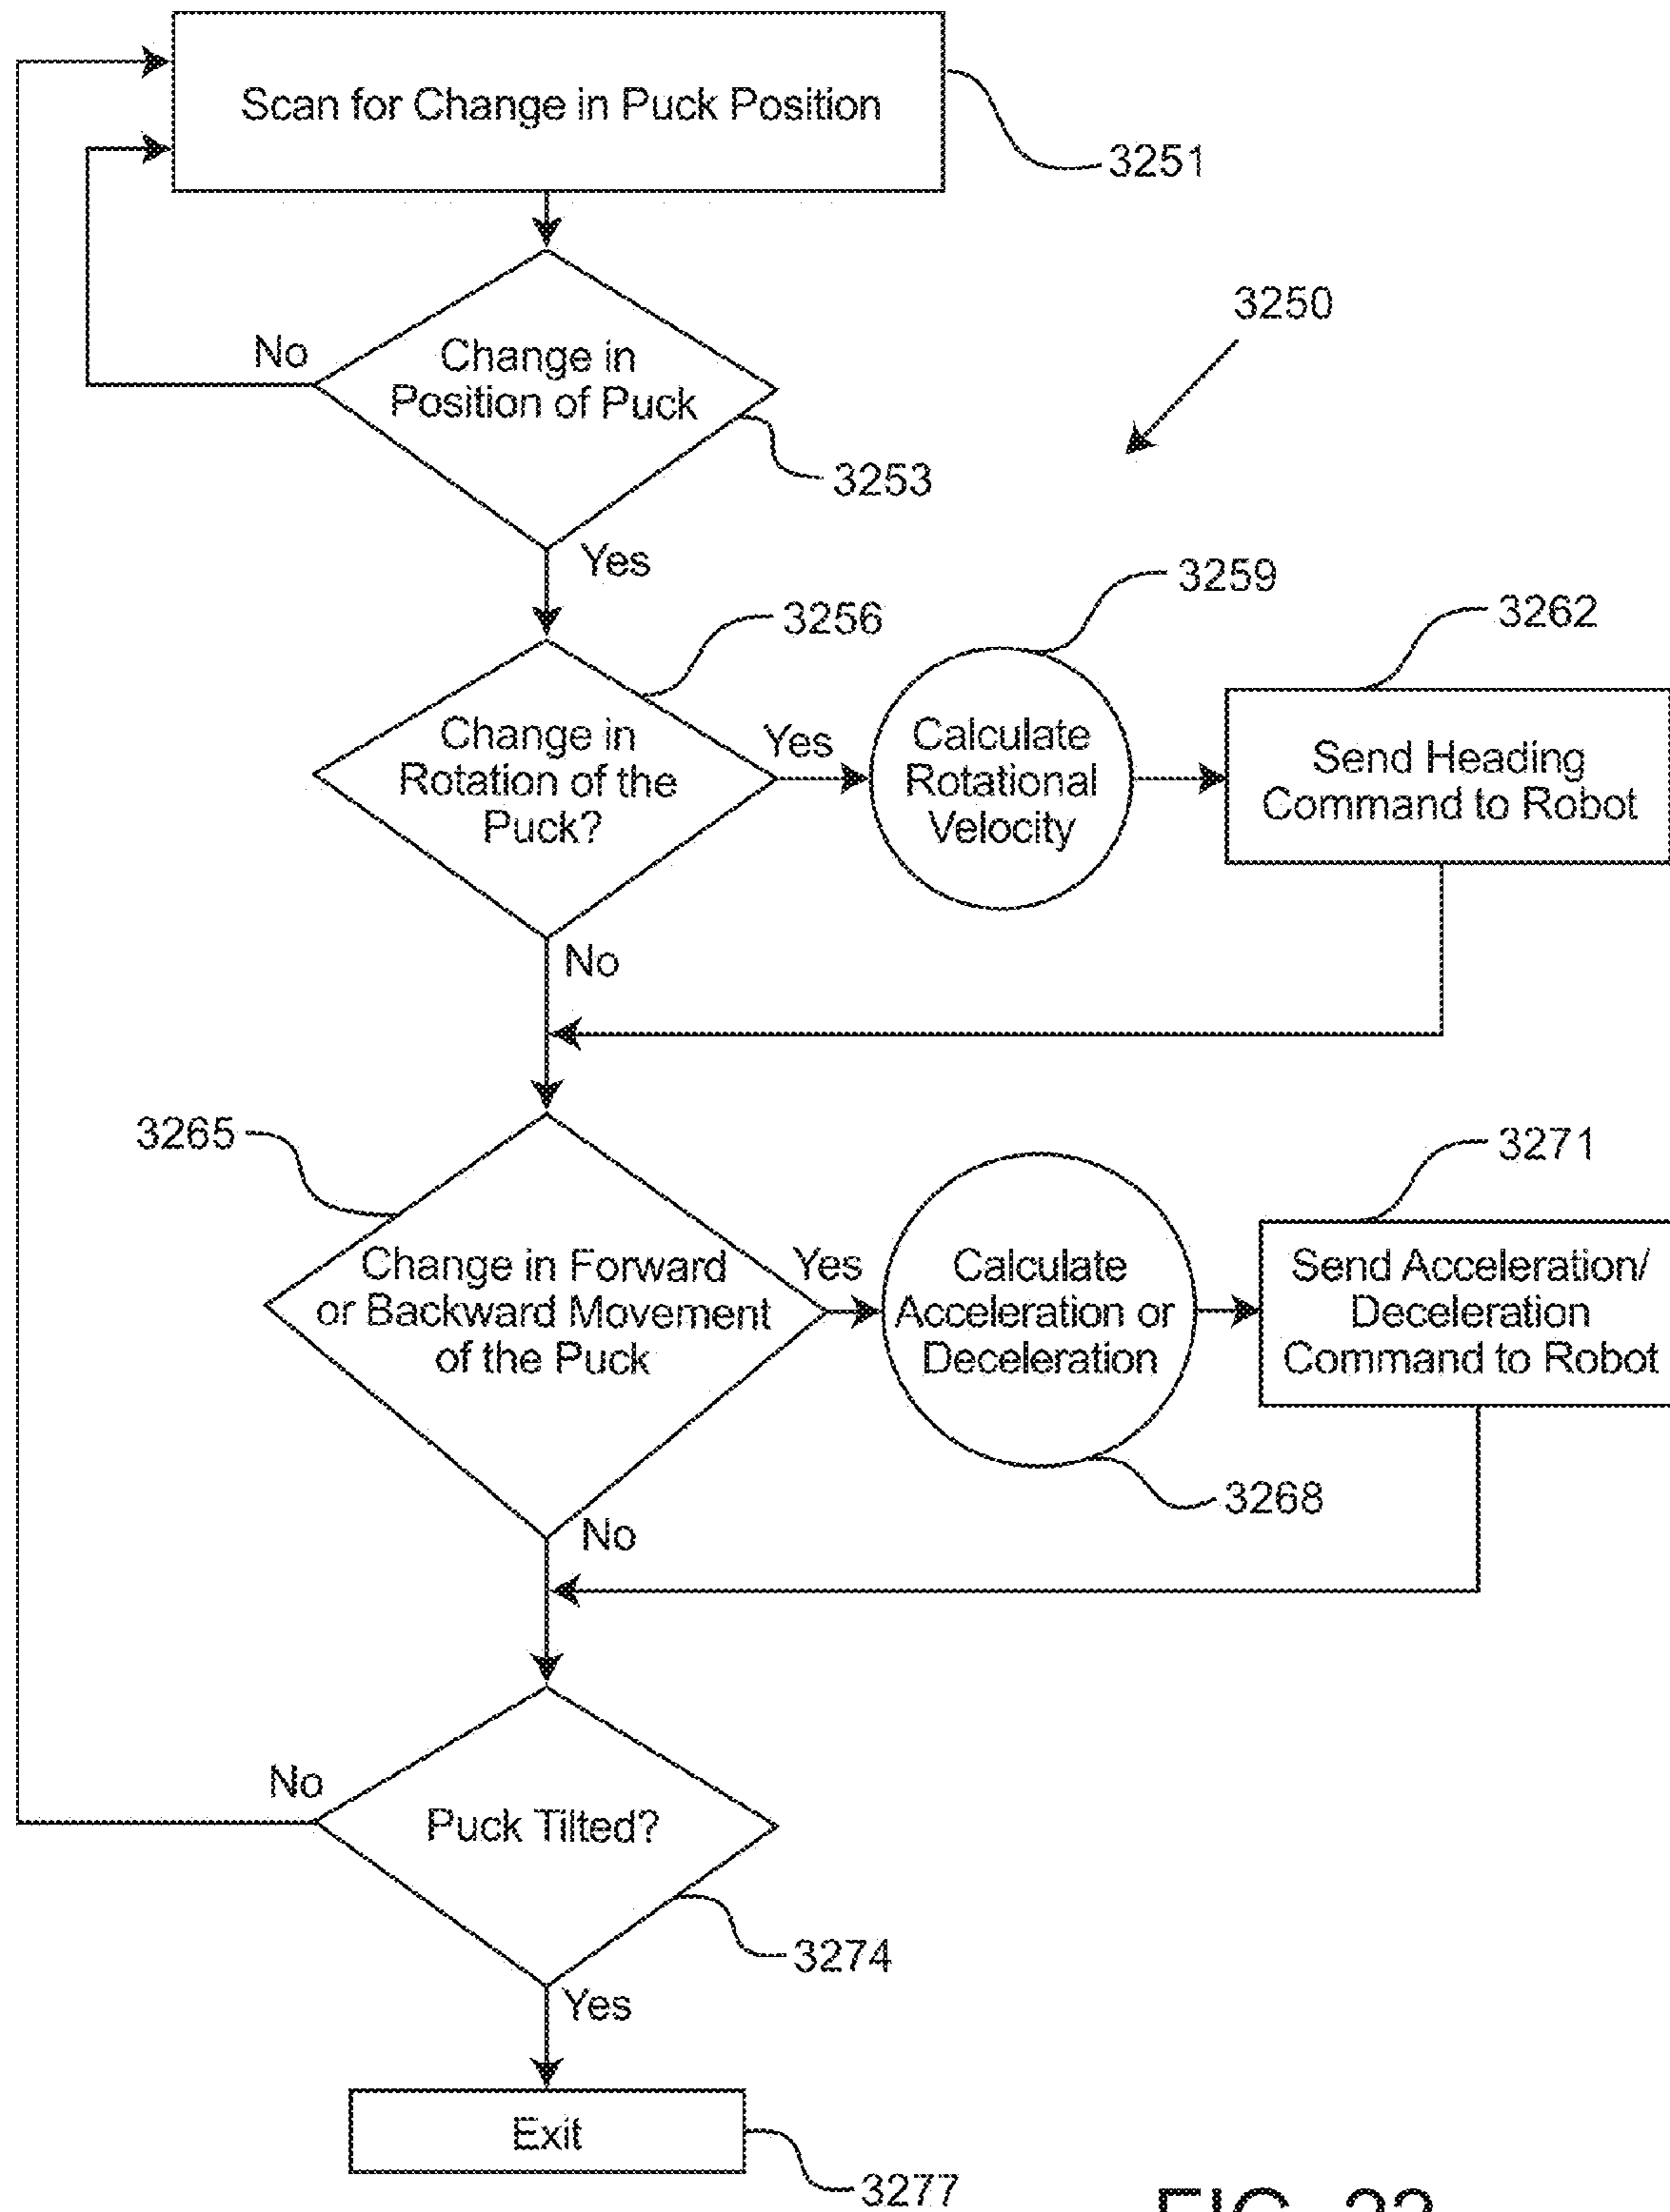 Scan for Change in Puck Position
3251
3250
No
Change in
Position of Puck
3253
Yes
3256
3259
3262
Change in
Rotation of the
Puck?
Yes
Calculate
Rotational
Velocity
Send Heading
Command to Robot
No
3265
3271
Change in Forward
or Backward Movement
of the Puck
Yes
Calculate
Acceleration or
Deceleration
Send Acceleration/
Deceleration
Command to Robot
3268
No
No
Puck Tilted?
3274
Yes
Exit
3277
FIG.